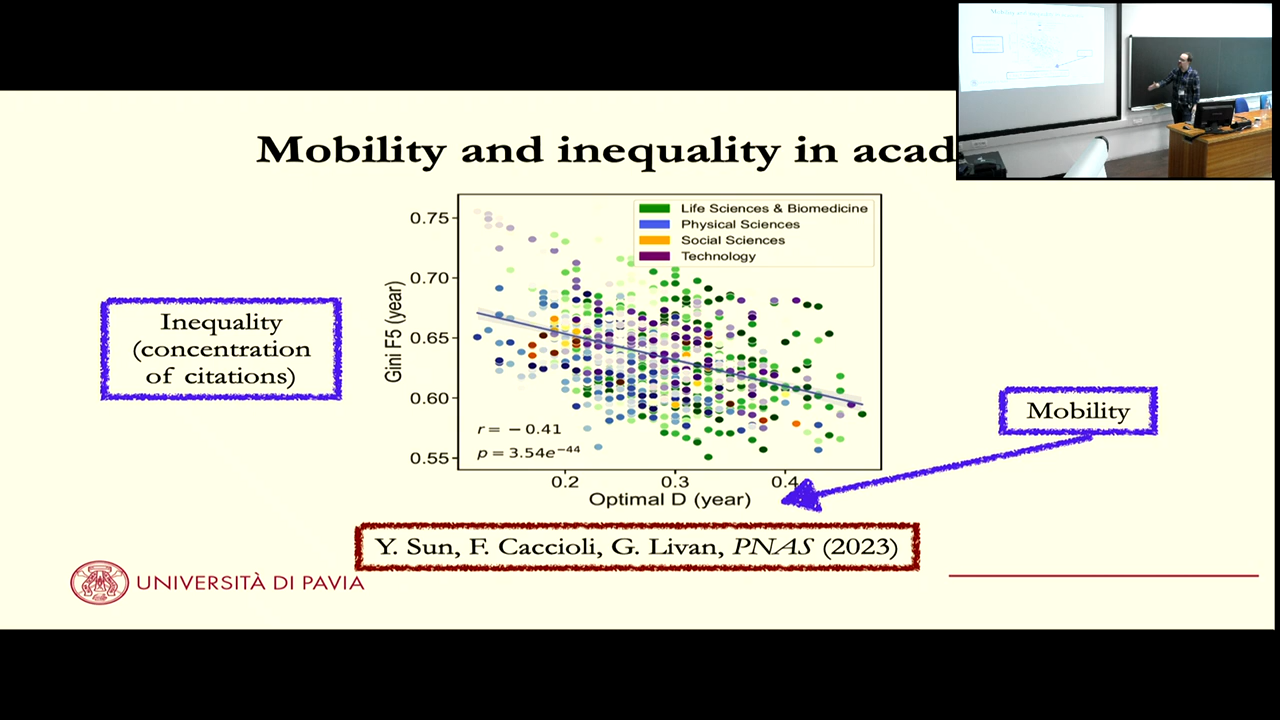 Mobility and inequality in acad
0.75
0.70
0.65
0.60
0.55
Gini F5 (year)
Life Sciences & Biomedicine
Physical Sciences
Social Sciences
Technology
r = −0.41
p = 3.54e⁻⁴⁴
0.2 0.3 0.4
Optimal D (year)
Inequality
(concentration
of citations)
Mobility
Y. Sun, F. Caccioli, G. Livan, PNAS (2023)
UNIVERSITÀ DI PAVIA